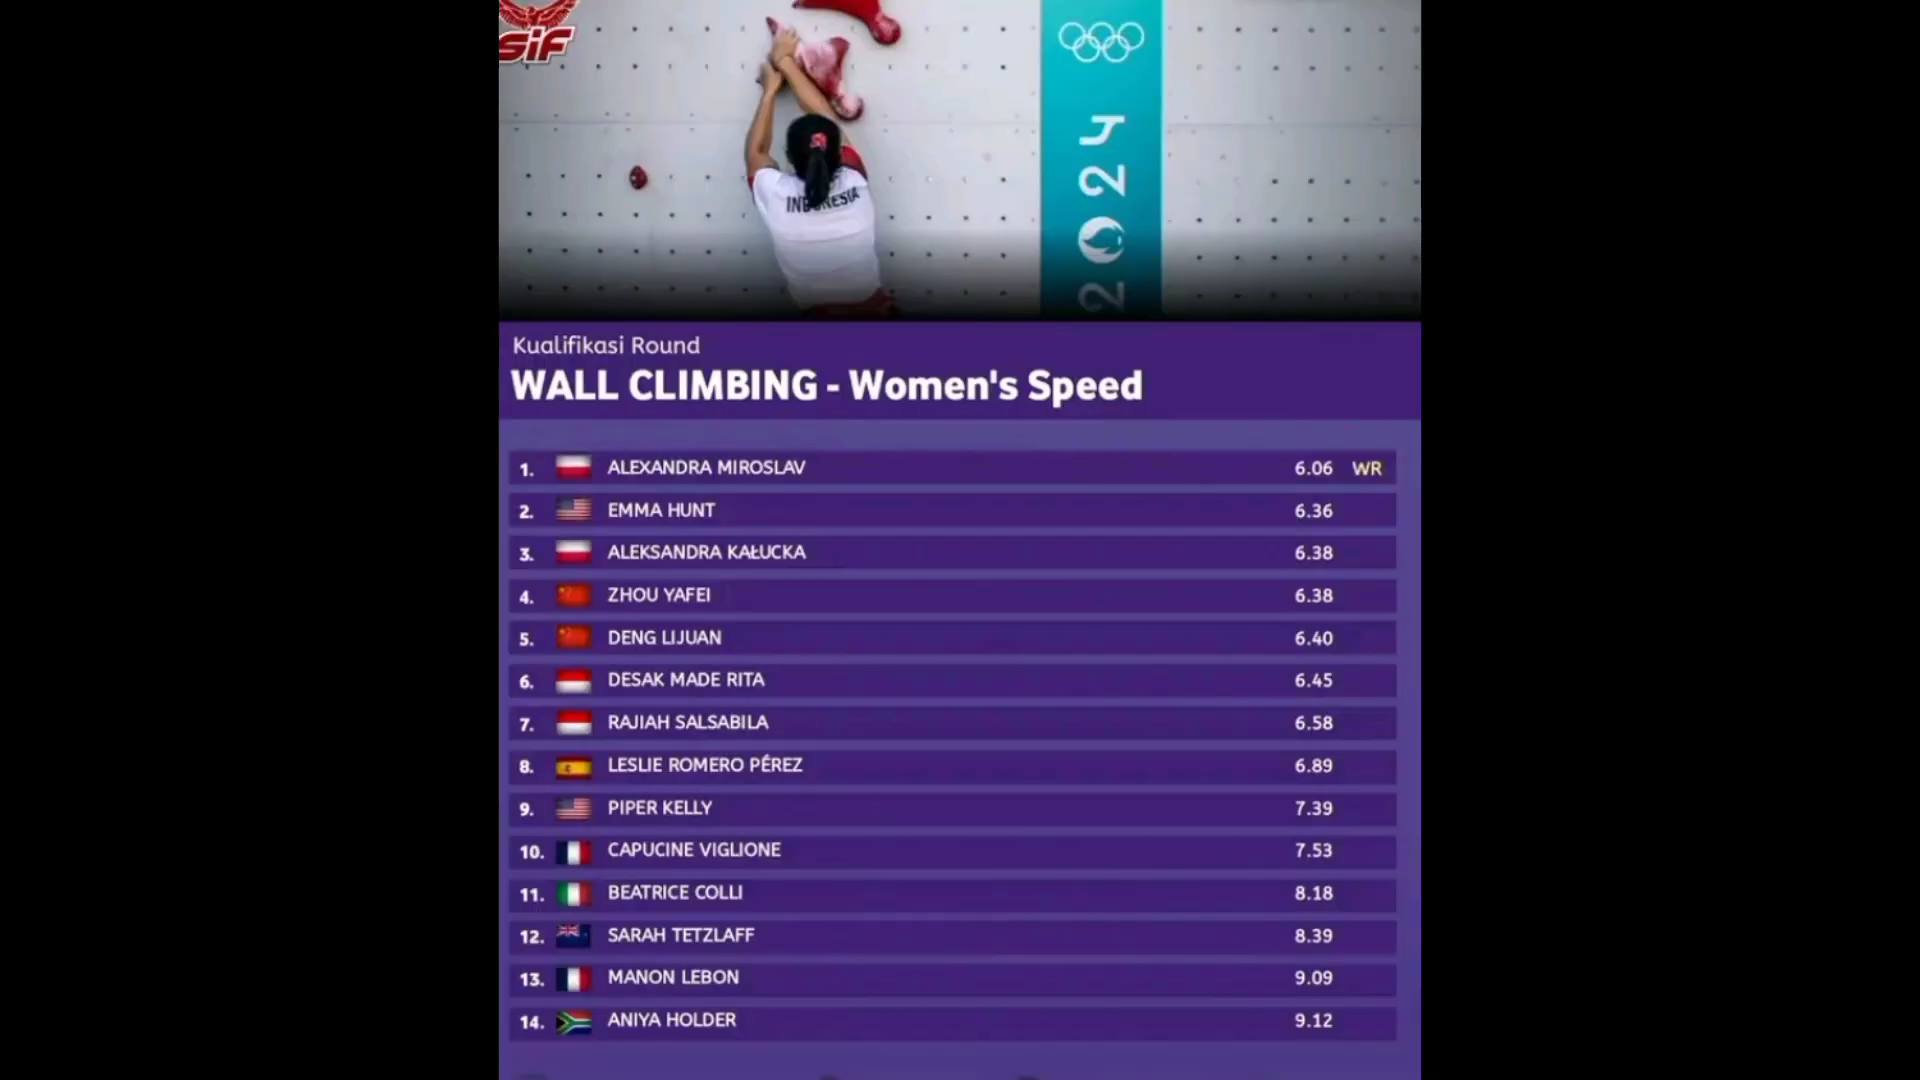 SiF
INDONESIA
2024
Kualifikasi Round
WALL CLIMBING - Women's Speed
1. ALEXANDRA MIROSLAV 6.06 WR
2. EMMA HUNT 6.36
3. ALEKSANDRA KAŁUCKA 6.38
4. ZHOU YAFEI 6.38
5. DENG LIJUAN 6.40
6. DESAK MADE RITA 6.45
7. RAJIAH SALSABILA 6.58
8. LESLIE ROMERO PÉREZ 6.89
9. PIPER KELLY 7.39
10. CAPUCINE VIGLIONE 7.53
11. BEATRICE COLLI 8.18
12. SARAH TETZLAFF 8.39
13. MANON LEBON 9.09
14. ANIYA HOLDER 9.12